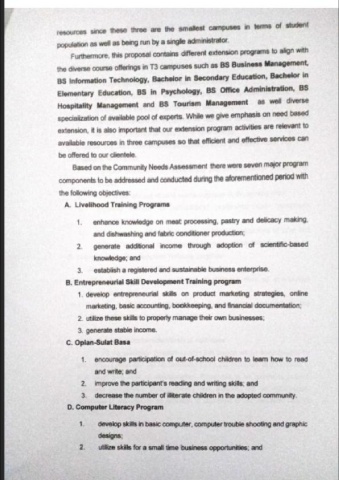 resources since these three are the smallest campuses in terms of student
population as well as being run by a single administrator.
Furthermore, this proposal contains different extension programs to align with
the diverse course offerings in T3 campuses such as BS Business Management,
BS Information Technology, Bachelor in Secondary Education, Bachelor in
Elementary Education, BS in Psychology, BS Office Administration, BS
Hospitality Management and BS Tourism Management as well diverse
specialization of available pool of experts. While we give emphasis on need based
extension, it is also important that our extension program activities are relevant to
available resources in three campuses so that efficient and effective services can
be offered to our clientele.
Based on the Community Needs Assessment there were seven major program
components to be addressed and conducted during the aforementioned period with
the following objectives:
A. Livelihood Training Programs
1. enhance knowledge on meat processing, pastry and delicacy making,
and dishwashing and fabric conditioner production;
2. generate additional income through adoption of scientific-based
knowledge; and
3. establish a registered and sustainable business enterprise.
B. Entrepreneurial Skill Development Training program
1. develop entrepreneurial skills on product marketing strategies, online
marketing, basic accounting, bookkeeping, and financial documentation;
2. utilize these skills to properly manage their own businesses;
3. generate stable income.
C. Oplan-Sulat Basa
1. encourage participation of out-of-school children to learn how to read
and write; and
2. improve the participant's reading and writing skills; and
3. decrease the number of illiterate children in the adopted community.
D. Computer Literacy Program
1. develop skills in basic computer, computer trouble shooting and graphic
designs;
2. utilize skills for a small time business opportunities; and